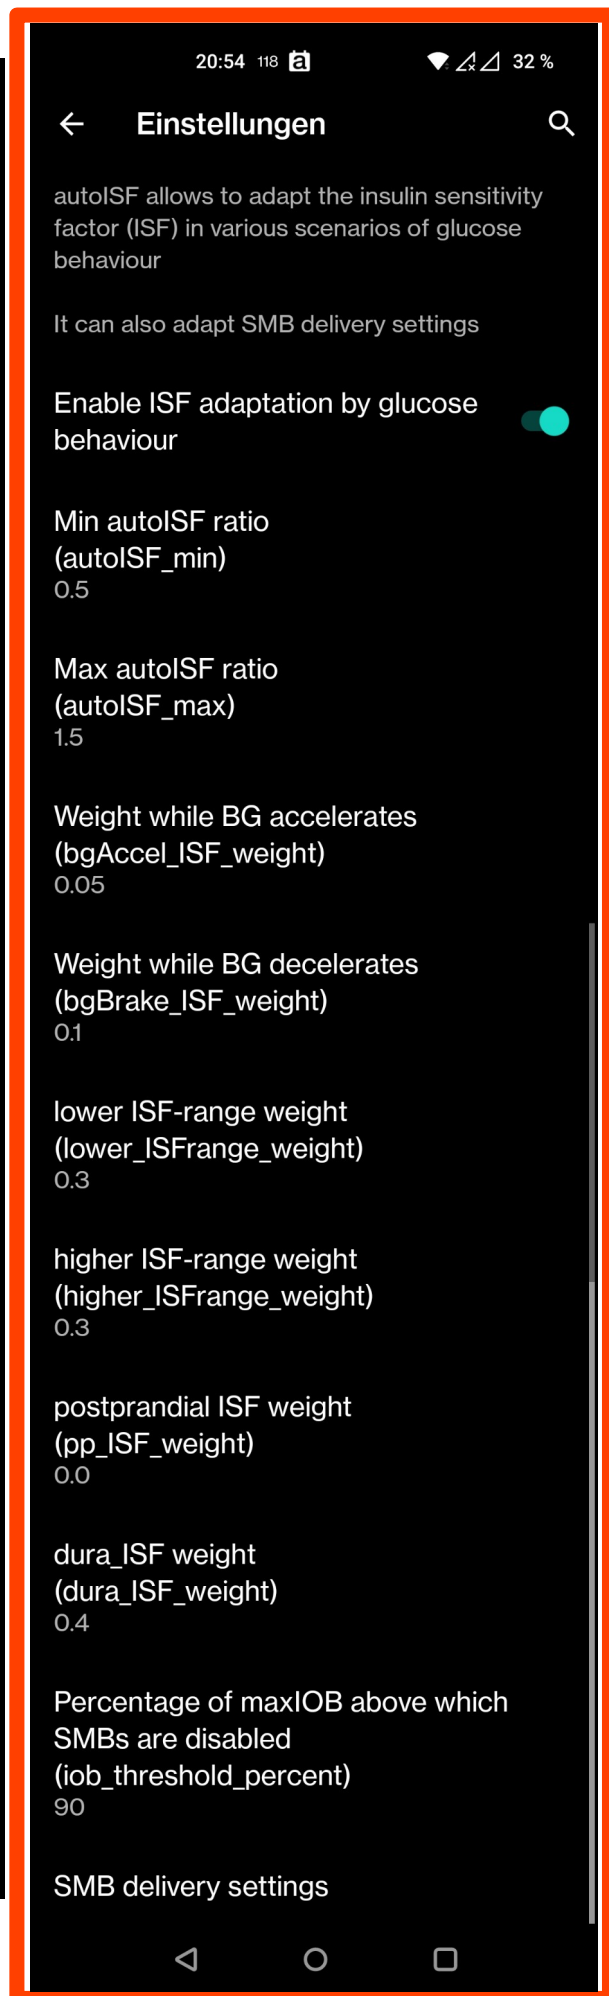 20:54 118 a 32 %
Einstellungen
autoISF allows to adapt the insulin sensitivity
factor (ISF) in various scenarios of glucose
behaviour
It can also adapt SMB delivery settings
Enable ISF adaptation by glucose
behaviour
Min autoISF ratio
(autoISF_min)
0.5
Max autoISF ratio
(autoISF_max)
1.5
Weight while BG accelerates
(bgAccel_ISF_weight)
0.05
Weight while BG decelerates
(bgBrake_ISF_weight)
0.1
lower ISF-range weight
(lower_ISFrange_weight)
0.3
higher ISF-range weight
(higher_ISFrange_weight)
0.3
postprandial ISF weight
(pp_ISF_weight)
0.0
dura_ISF weight
(dura_ISF_weight)
0.4
Percentage of maxIOB above which
SMBs are disabled
(iob_threshold_percent)
90
SMB delivery settings